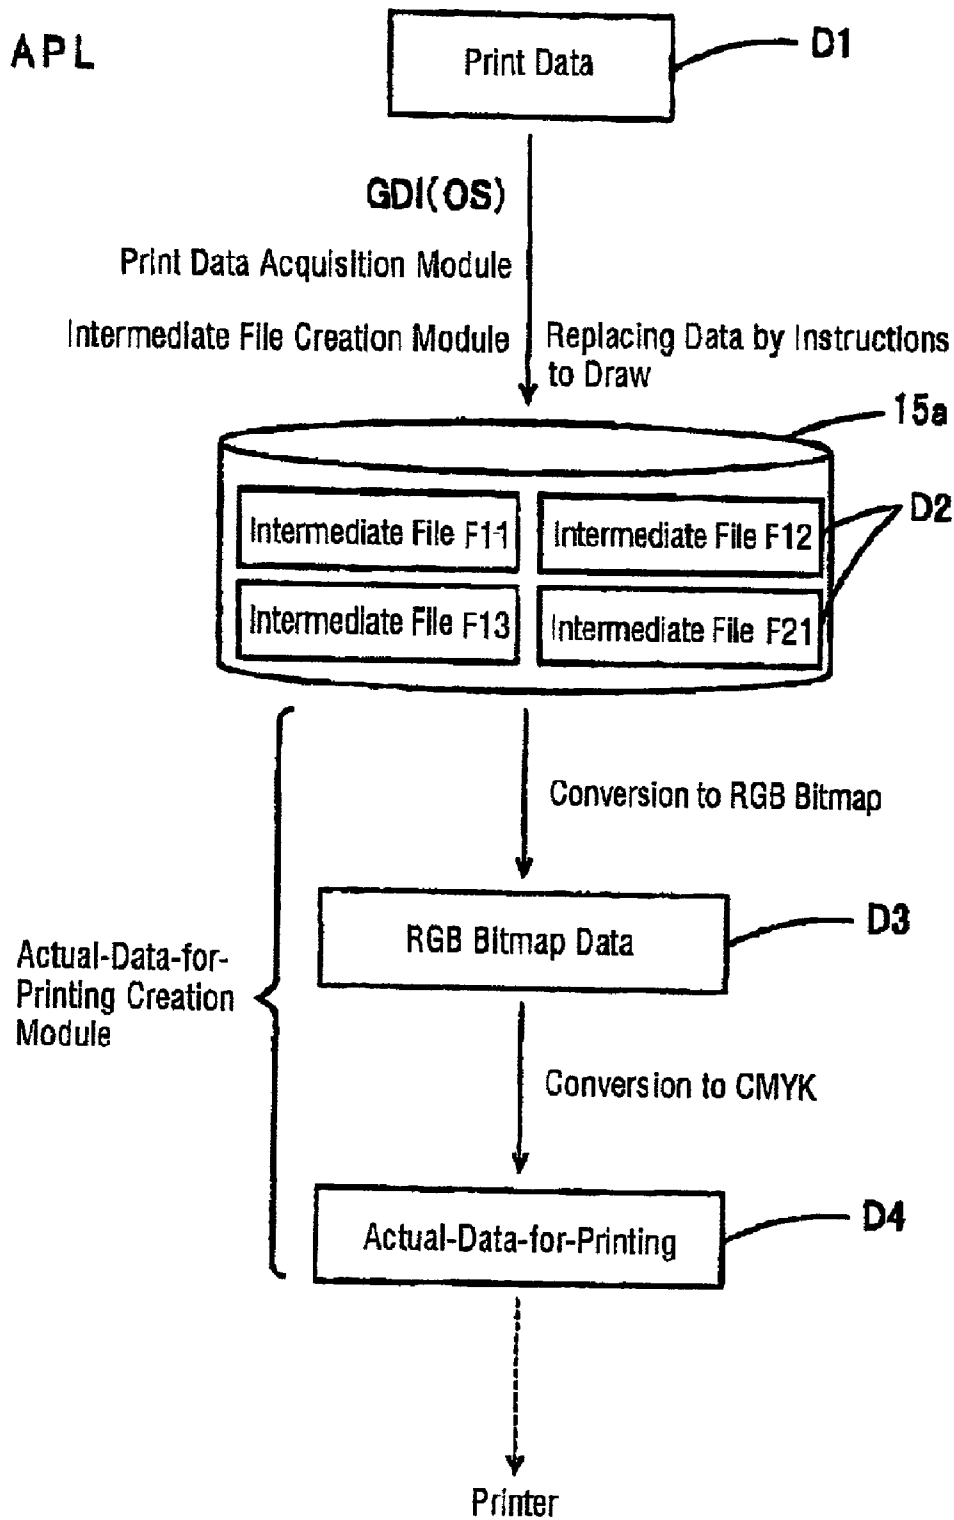 APL
Print Data
D1
GDI(OS)
Print Data Acquisition Module
Intermediate File Creation Module
Replacing Data by Instructions
to Draw
15a
Intermediate File F11
Intermediate File F12
D2
Intermediate File F13
Intermediate File F21
Conversion to RGB Bitmap
RGB Bitmap Data
D3
Actual-Data-for-
Printing Creation
Module
Conversion to CMYK
Actual-Data-for-Printing
D4
Printer